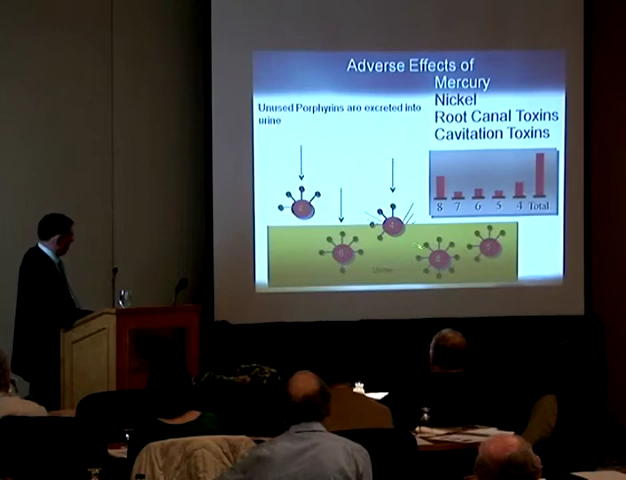 Adverse Effects of
Mercury
Nickel
Root Canal Toxins
Cavitation Toxins
Unused Porphyrins are excreted into
urine
8 7 6 5 4 Total
Urine